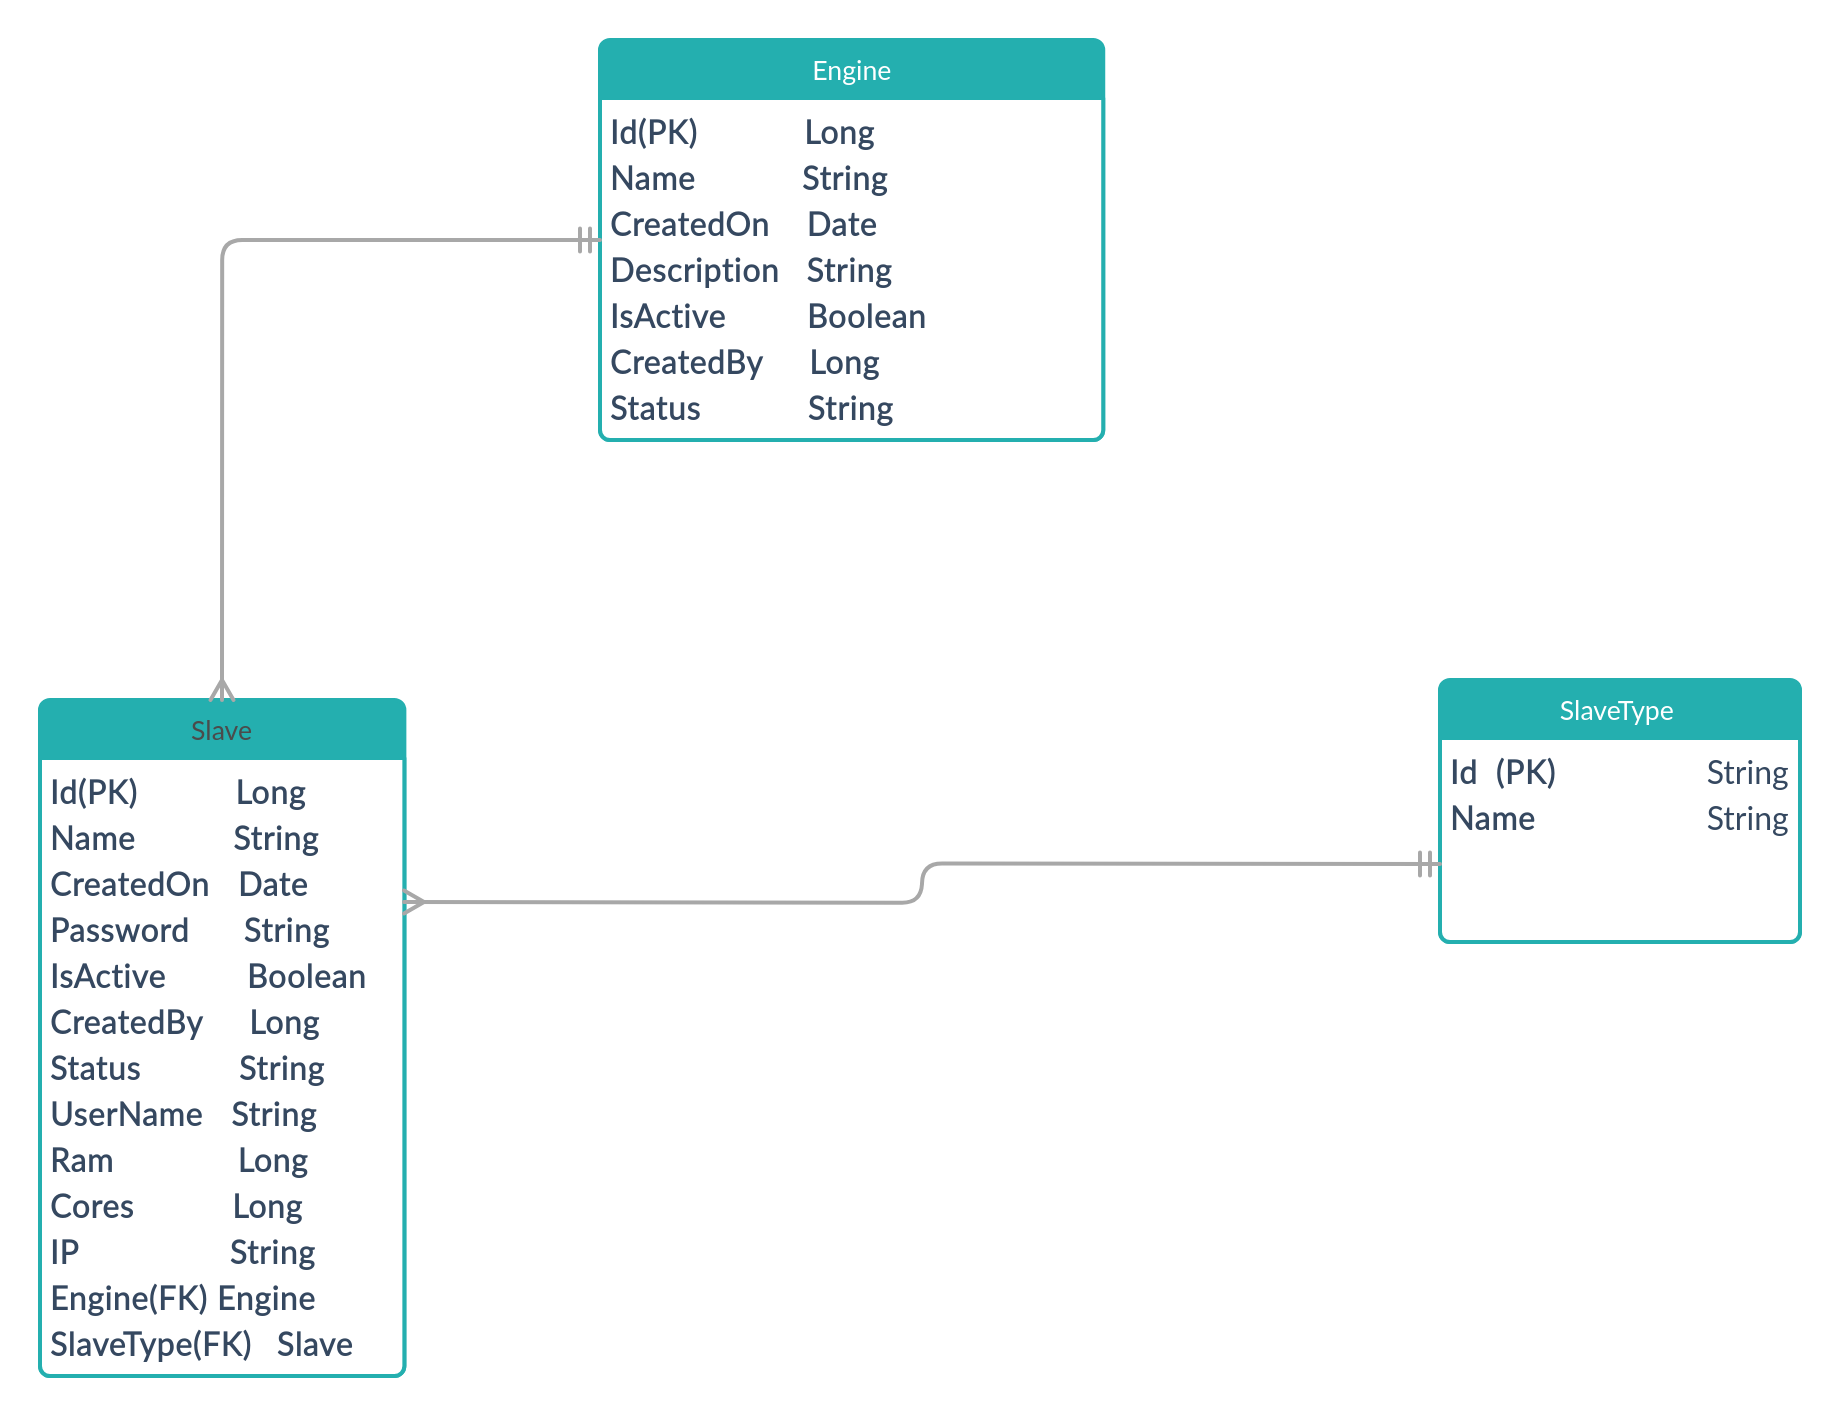 Engine
Id(PK) Long
Name String
CreatedOn Date
Description String
IsActive Boolean
CreatedBy Long
Status String
Slave
Id(PK) Long
Name String
CreatedOn Date
Password String
IsActive Boolean
CreatedBy Long
Status String
UserName String
Ram Long
Cores Long
IP String
Engine(FK) Engine
SlaveType(FK) Slave
SlaveType
Id (PK) String
Name String